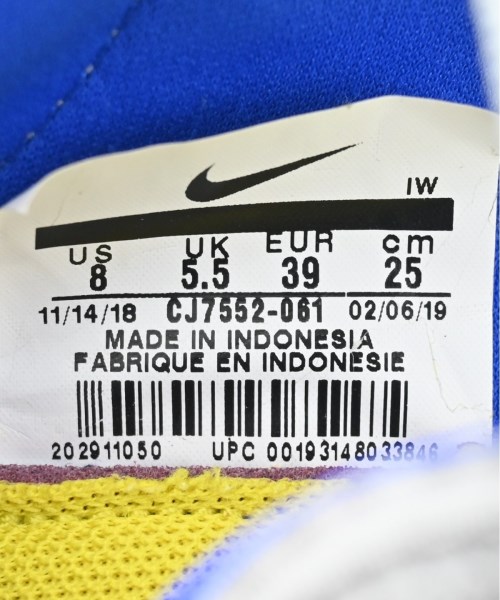 IW
US UK EUR cm
8 5.5 39 25
11/14/18 CJ7552-061 02/06/19
MADE IN INDONESIA
FABRIQUE EN INDONESIE
202911050 UPC 00193148033846